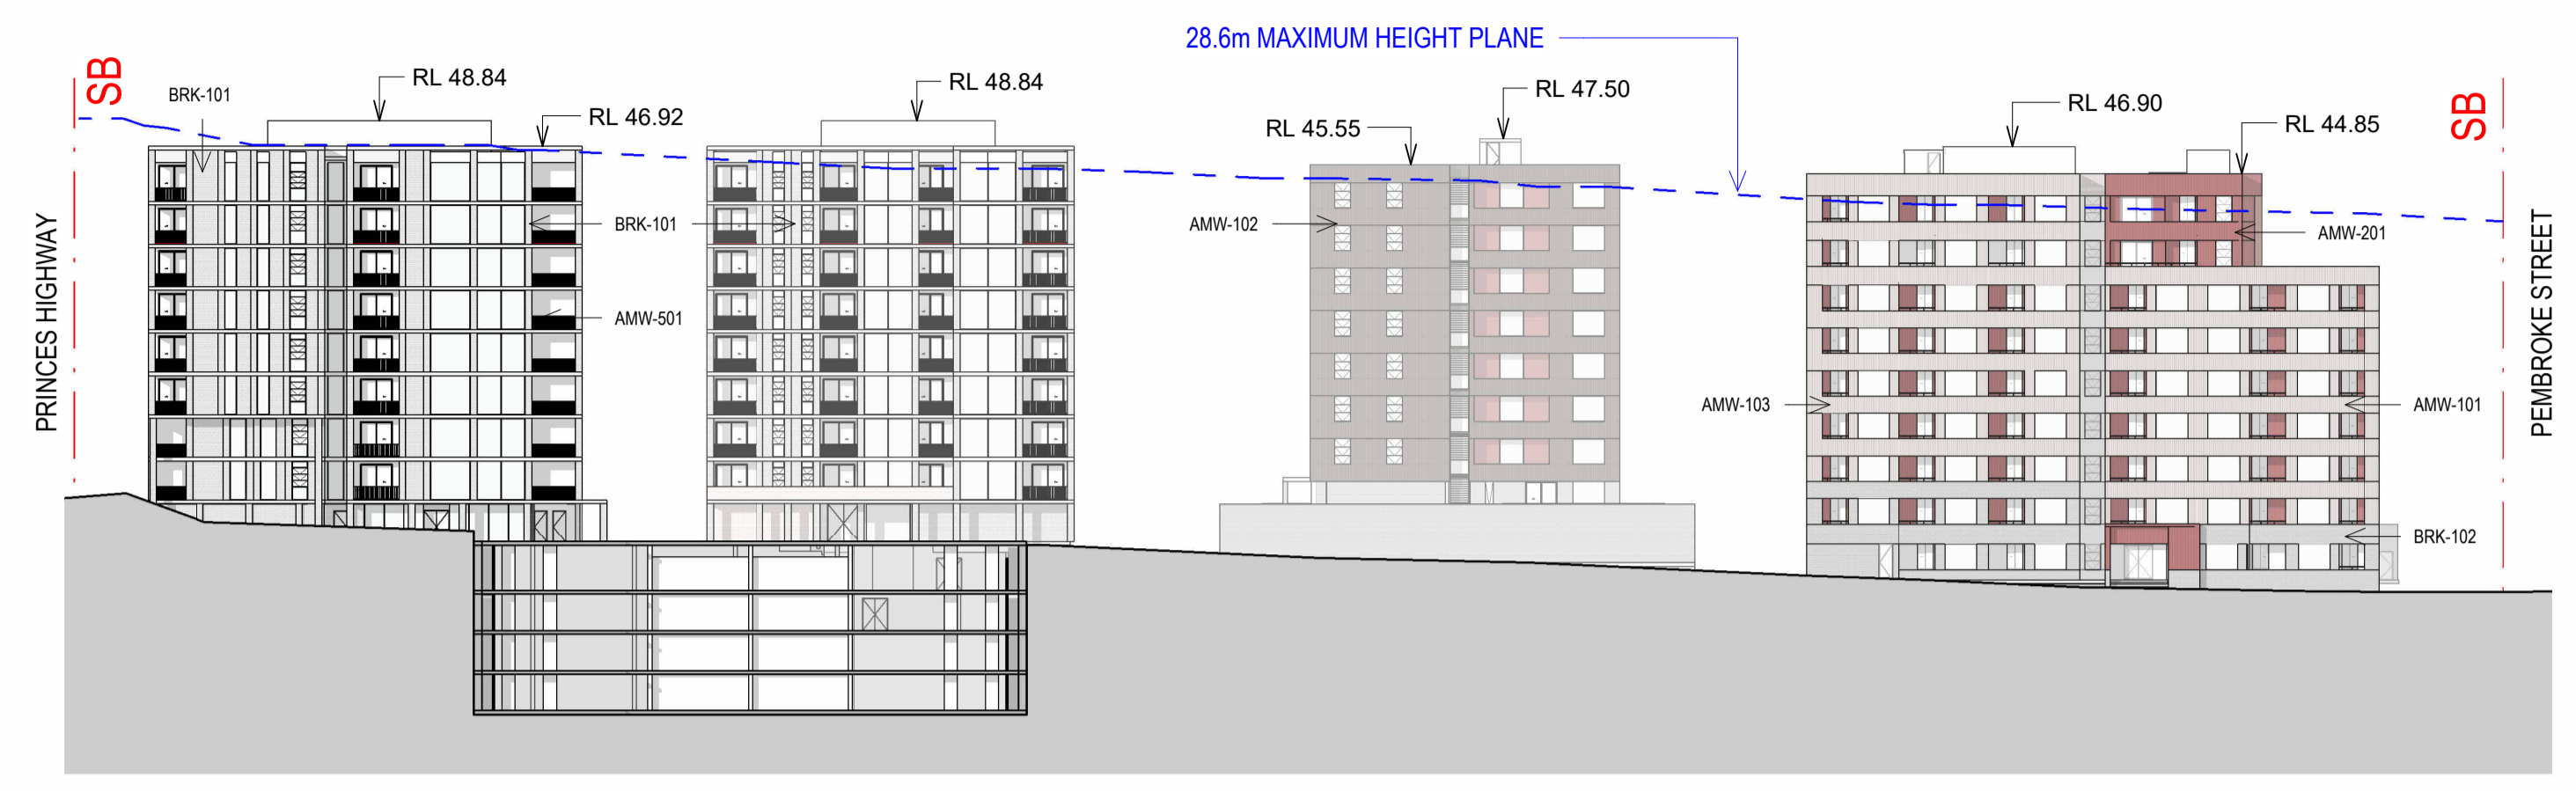 28.6m MAXIMUM HEIGHT PLANE
SB
BRK-101
RL 48.84
RL 46.92
RL 48.84
RL 45.55
RL 47.50
RL 46.90
RL 44.85
SB
PRINCES HIGHWAY
BRK-101
AMW-501
AMW-102
AMW-201
AMW-103
AMW-101
BRK-102
PEMBROKE STREET